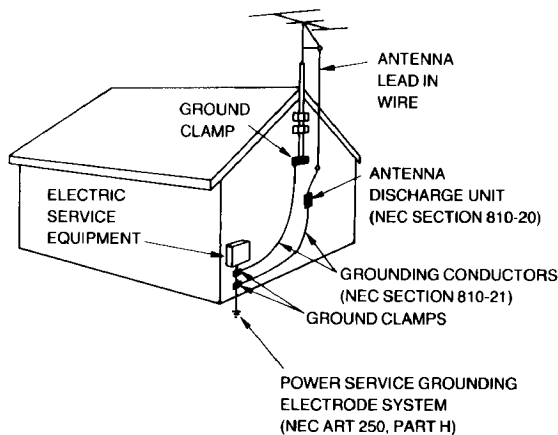 ANTENNA
LEAD IN
WIRE
GROUND
CLAMP
ANTENNA
DISCHARGE UNIT
(NEC SECTION 810-20)
ELECTRIC
SERVICE
EQUIPMENT
GROUNDING CONDUCTORS
(NEC SECTION 810-21)
GROUND CLAMPS
POWER SERVICE GROUNDING
ELECTRODE SYSTEM
(NEC ART 250, PART H)